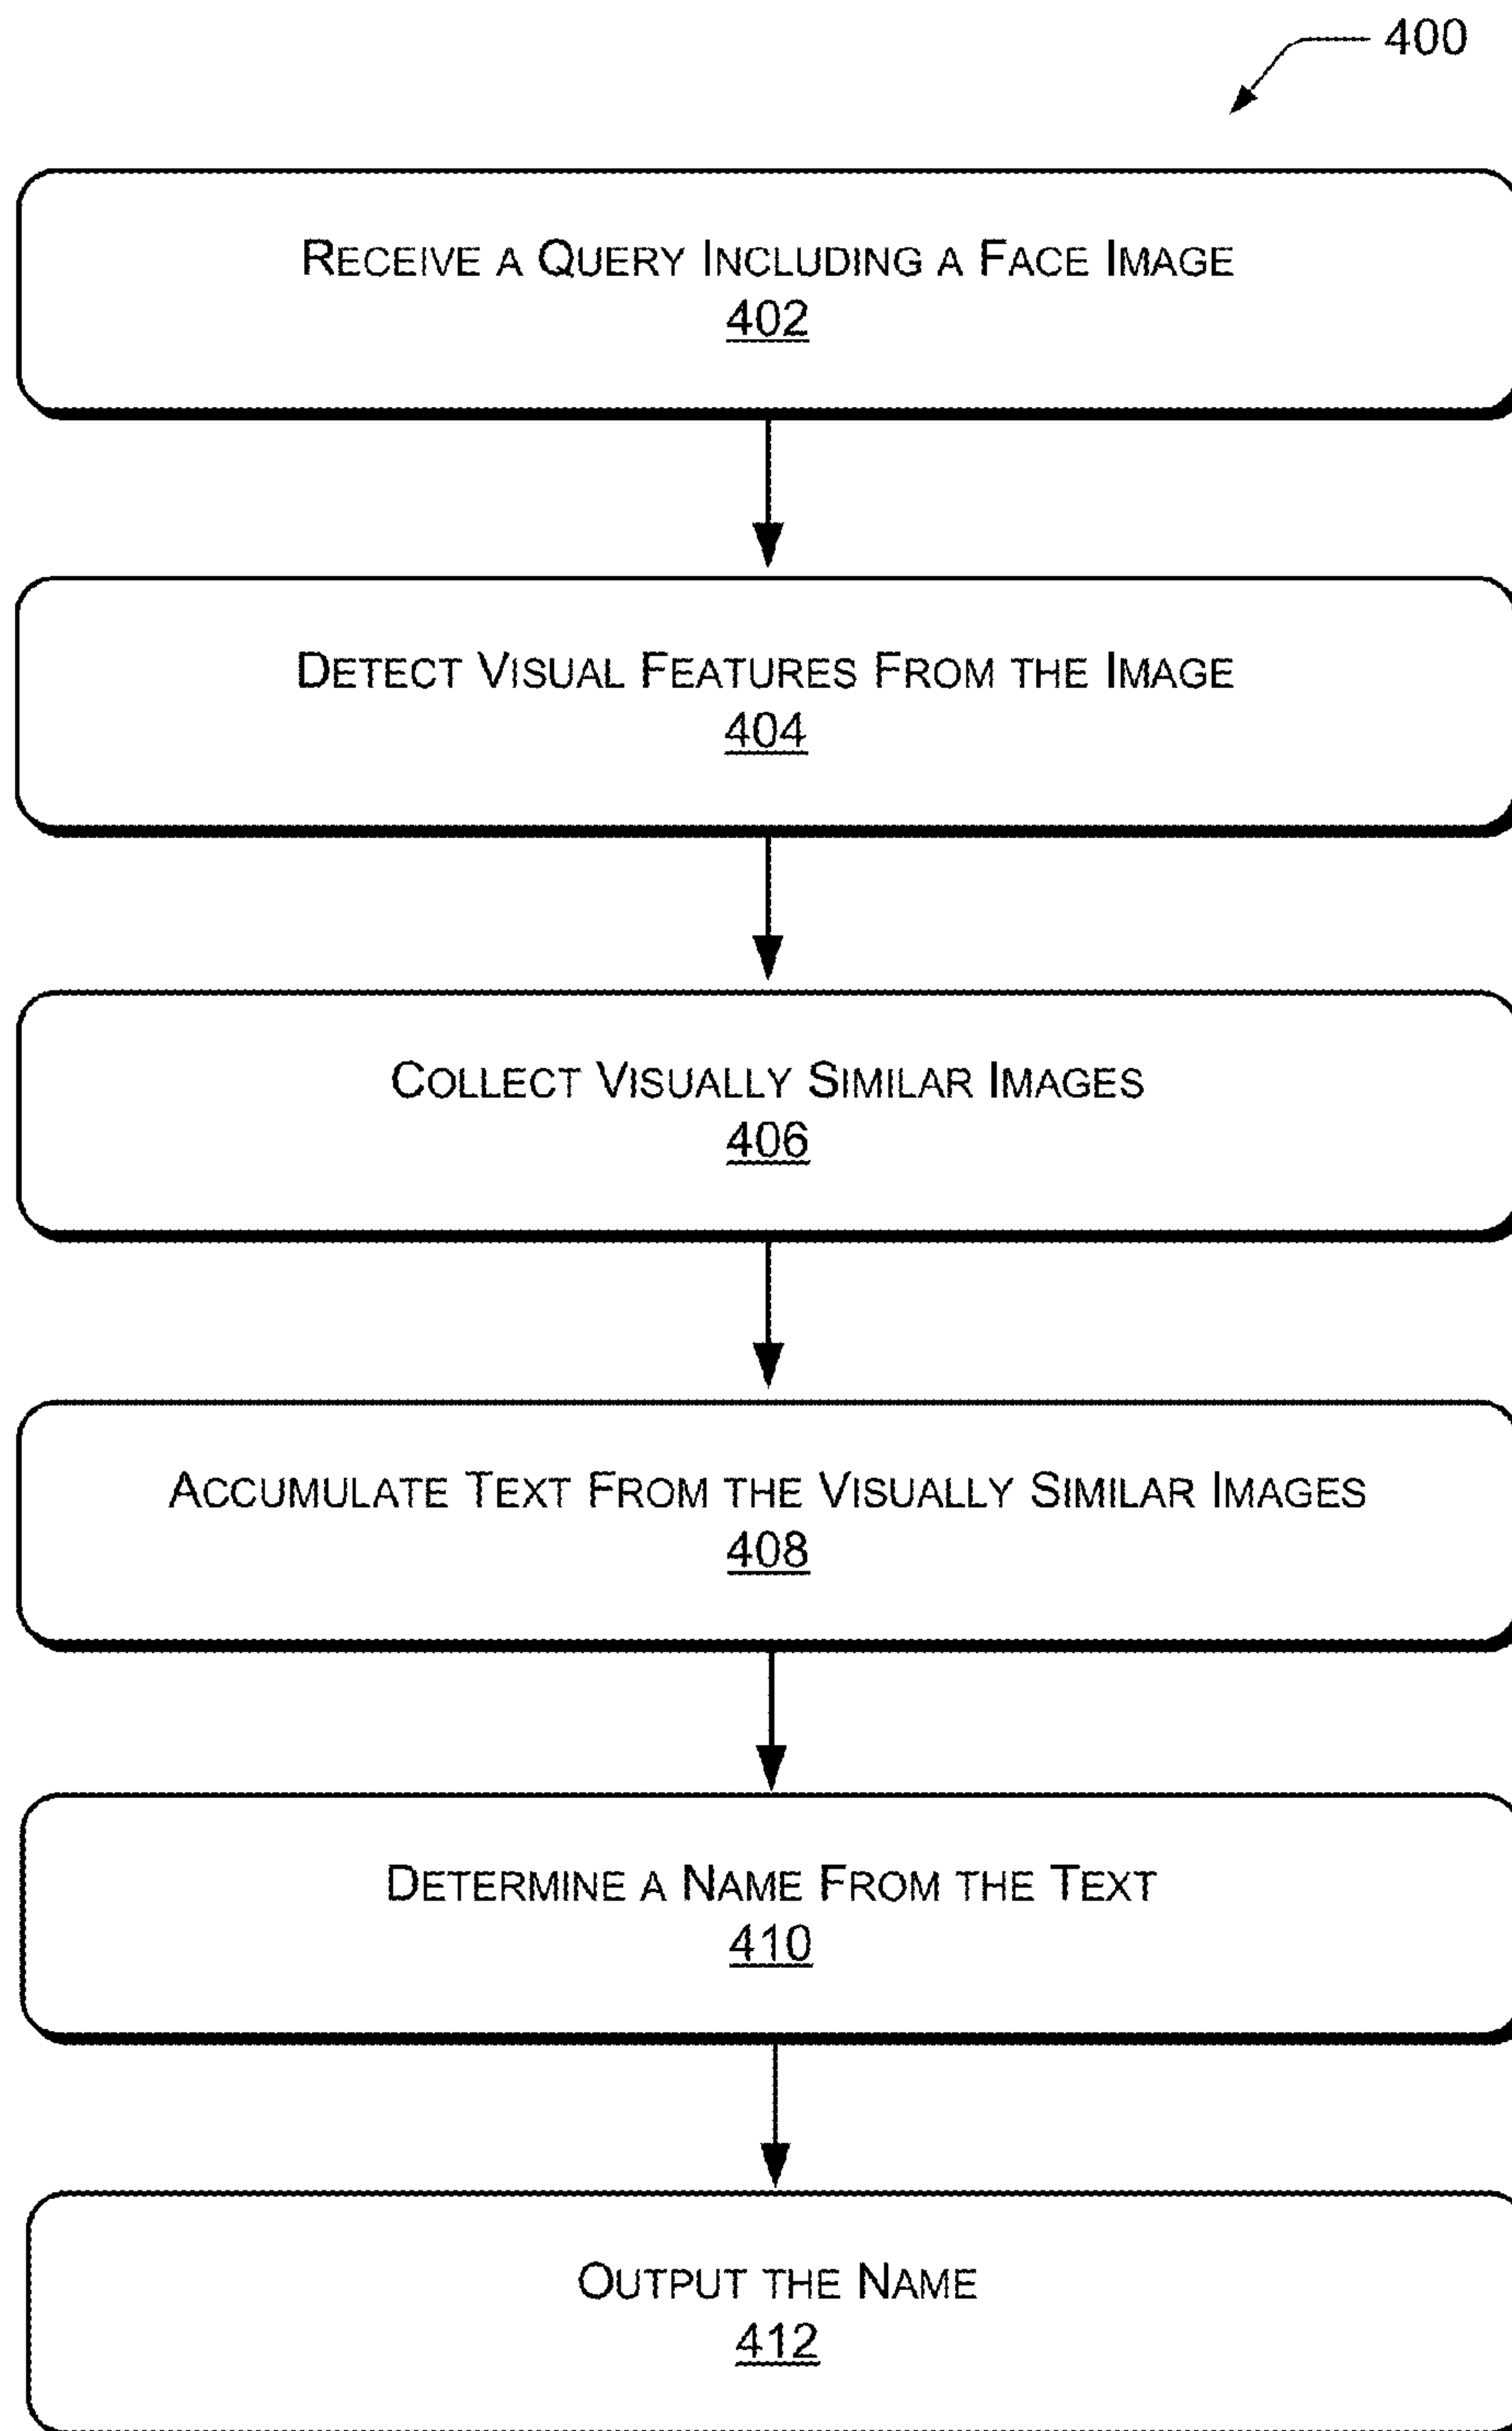 400
RECEIVE A QUERY INCLUDING A FACE IMAGE
402
DETECT VISUAL FEATURES FROM THE IMAGE
404
COLLECT VISUALLY SIMILAR IMAGES
406
ACCUMULATE TEXT FROM THE VISUALLY SIMILAR IMAGES
408
DETERMINE A NAME FROM THE TEXT
410
OUTPUT THE NAME
412